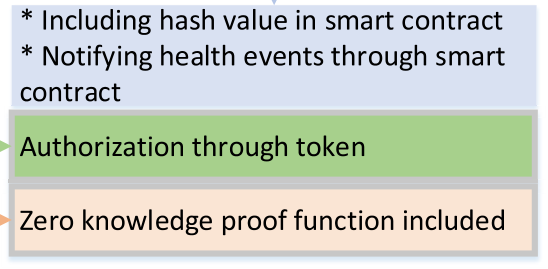 * Including hash value in smart contract
* Notifying health events through smart
contract
Authorization through token
Zero knowledge proof function included